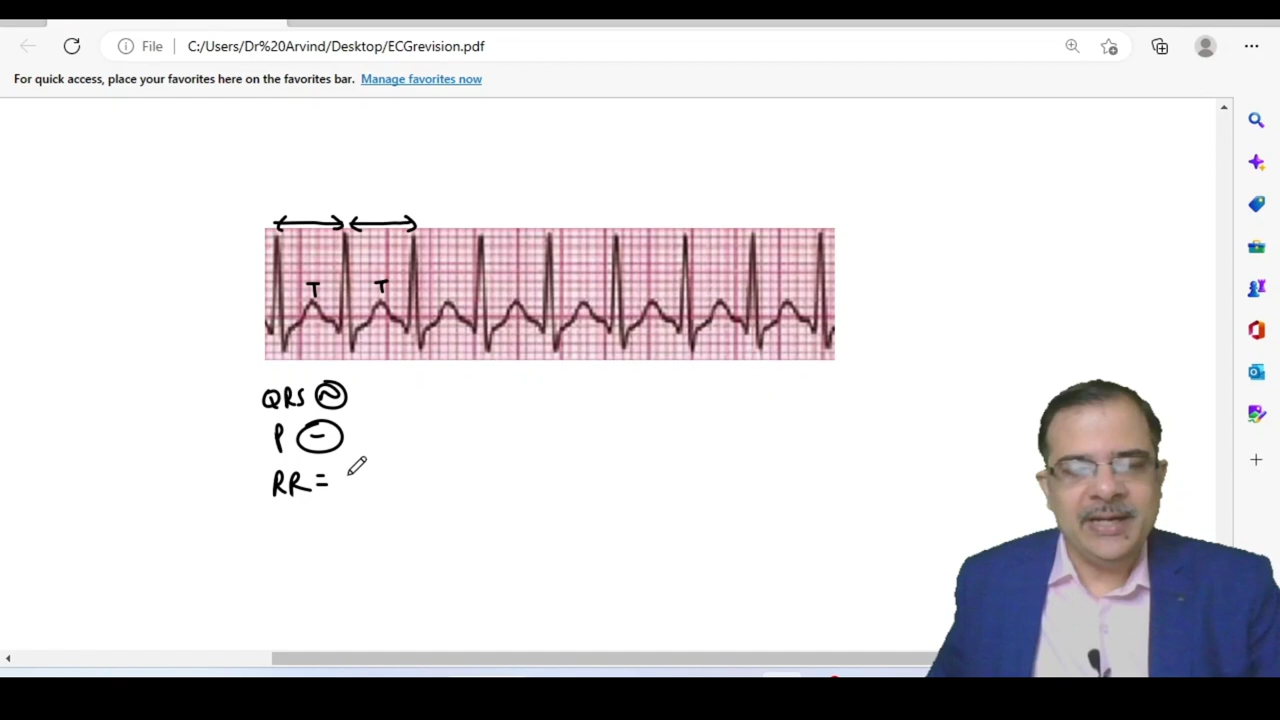 File C:/Users/Dr%20Arvind/Desktop/ECGrevision.pdf
For quick access, place your favorites here on the favorites bar. Manage favorites now
T T
QRS ~
P -
RR =